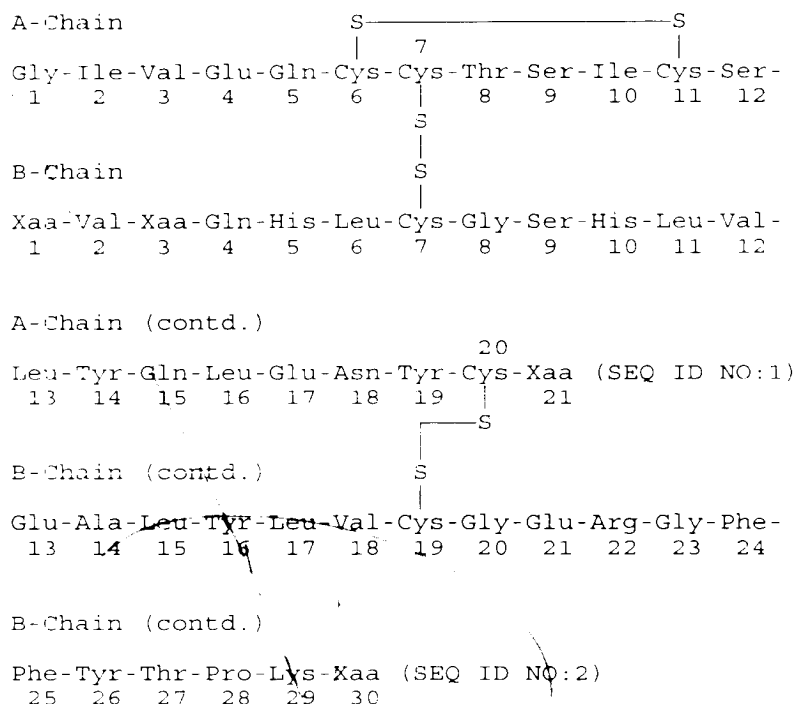 A-Chain
S S
7
Gly-Ile-Val-Glu-Gln-Cys-Cys-Thr-Ser-Ile-Cys-Ser-
1 2 3 4 5 6 8 9 10 11 12
S
B-Chain S
Xaa-Val-Xaa-Gln-His-Leu-Cys-Gly-Ser-His-Leu-Val-
1 2 3 4 5 6 7 8 9 10 11 12
A-Chain (contd.)
20
Leu-Tyr-Gln-Leu-Glu-Asn-Tyr-Cys-Xaa (SEQ ID NO:1)
13 14 15 16 17 18 19 21
S
B-Chain (contd.) S
Glu-Ala-Leu-Tyr-Leu-Val-Cys-Gly-Glu-Arg-Gly-Phe-
13 14 15 16 17 18 19 20 21 22 23 24
B-Chain (contd.)
Phe-Tyr-Thr-Pro-Lys-Xaa (SEQ ID NO:2)
25 26 27 28 29 30